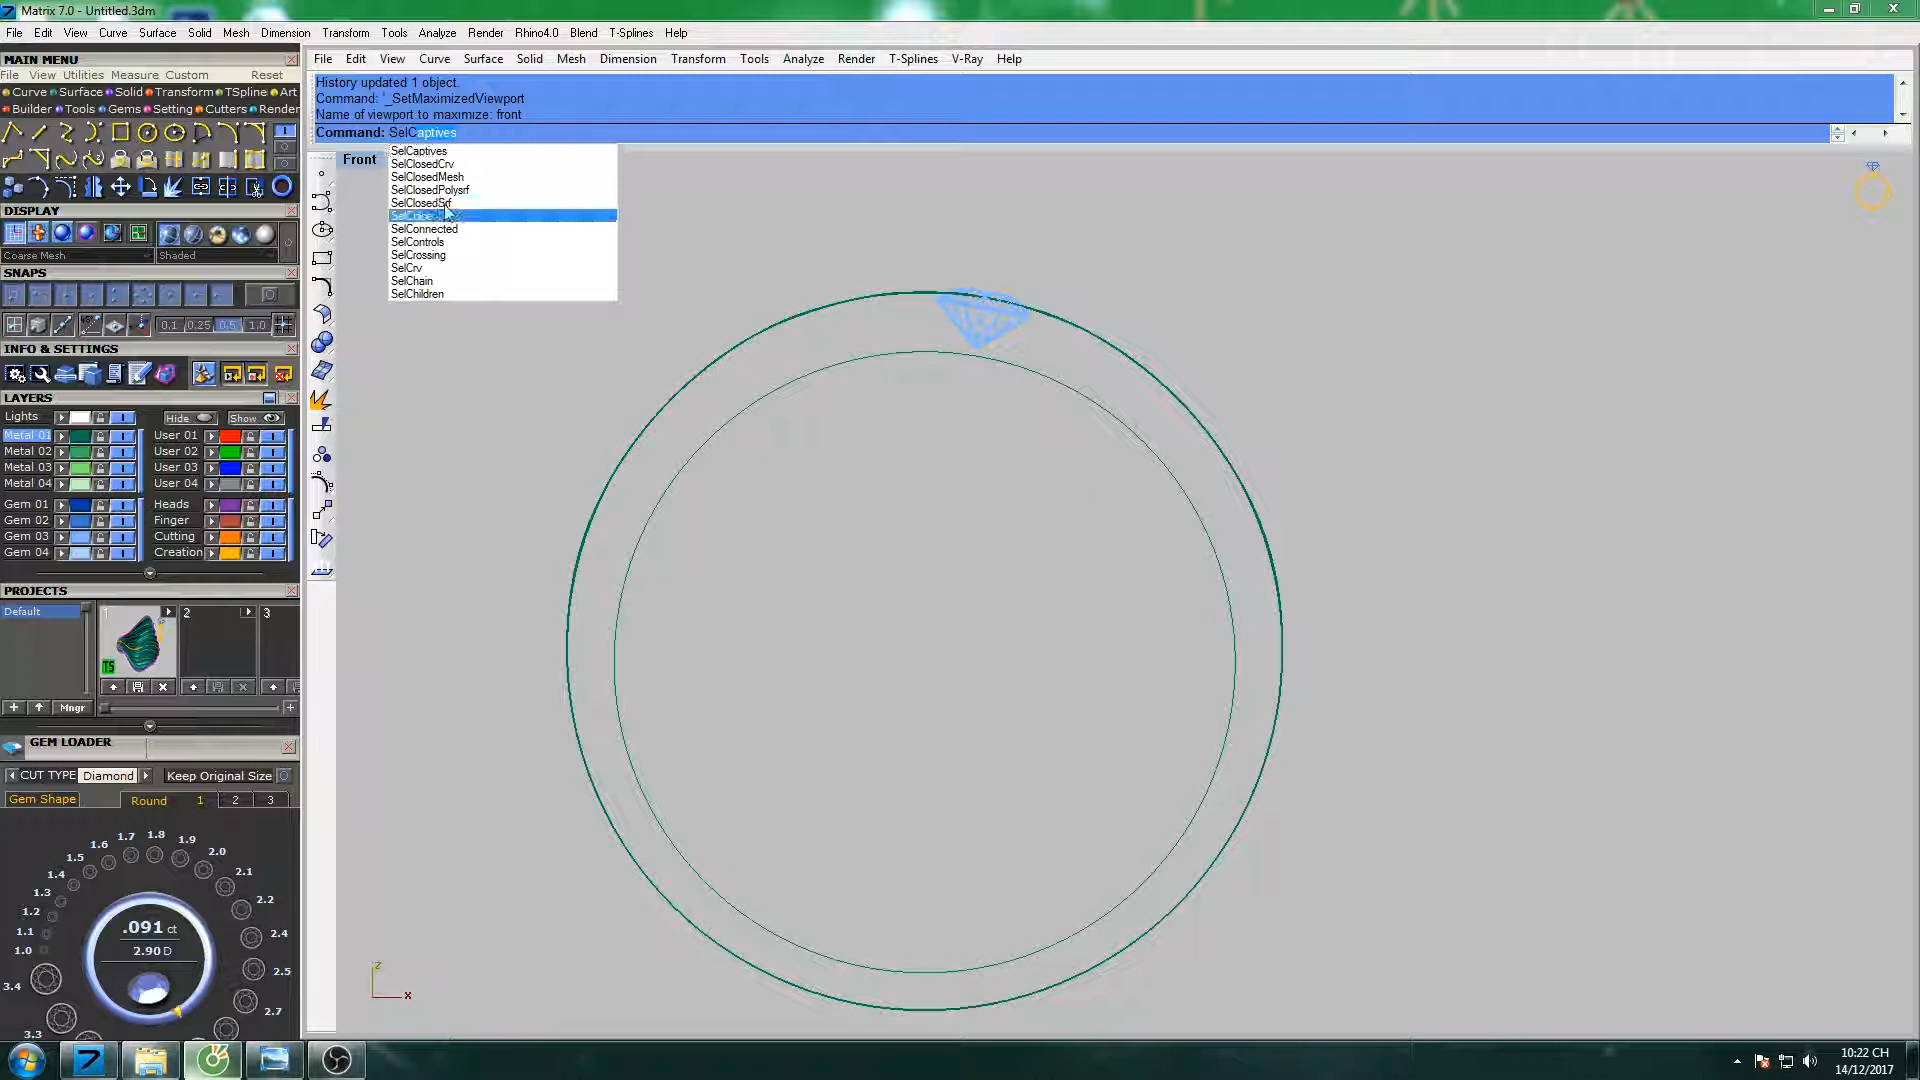 Matrix 7.0 - Untitled.3dm
File Edit View Curve Surface Solid Mesh Dimension Transform Tools Analyze Render Rhino4.0 Blend T-Splines Help
MAIN MENU
File View Utilities Measure Custom Reset
Curve Surface Solid Transform TSpline Art
Builder Tools Gems Setting Cutters Render
File Edit View Curve Surface Solid Mesh Dimension Transform Tools Analyze Render T-Splines V-Ray Help
History updated 1 object.
Command: '_SetMaximizedViewport
Name of viewport to maximize: front
Command: SelCaptives
SelCaptives
SelClosedCrv
SelClosedMesh
SelClosedPolysrf
SelClosedSrf
SelConnected
SelControls
SelCrossing
SelCrv
SelChain
SelChildren
Front
DISPLAY
Coarse Mesh Shaded
SNAPS
0.1 0.25 0.5 1.0
INFO & SETTINGS
LAYERS
Lights Hide Show
Metal 01 User 01
Metal 02 User 02
Metal 03 User 03
Metal 04 User 04
Gem 01 Heads
Gem 02 Finger
Gem 03 Cutting
Gem 04 Creation
PROJECTS
Default 1 2 3
TS
Mngr
GEM LOADER
CUT TYPE Diamond Keep Original Size
Gem Shape Round 1 2 3
1.0
1.1
1.2
1.3
1.4
1.5
1.6
1.7
1.8
1.9
2.0
2.1
2.2
2.4
2.5
2.7
3.3
3.4
.091 ct
2.90 D
z
x
10:22 CH
14/12/2017